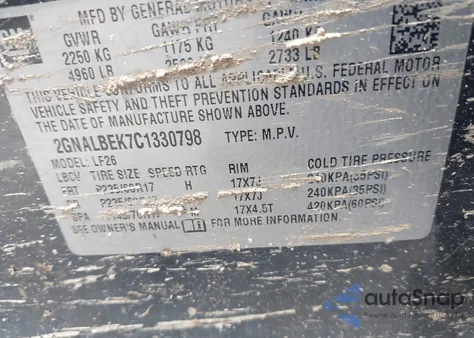 MFD BY GENERAL
GVWR GAWR FRT GAWR
2250 KG 1175 KG 1240 KG
4960 LB 2733 LB
THIS VEHICLE CONFORMS TO ALL APPLICABLE U.S. FEDERAL MOTOR
VEHICLE SAFETY AND THEFT PREVENTION STANDARDS IN EFFECT ON
THE DATE OF MANUFACTURE SHOWN ABOVE.
2GNALBEK7C1330798 TYPE: M.P.V.
MODEL: LF26
LBCV TIRE SIZE SPEED RTG RIM COLD TIRE PRESSURE
FRT P235/60R17 H 17X7J 240KPA(35PSI)
17X7J 240KPA(35PSI)
SPA M 17X4.5T 420KPA(60PSI)
SEE OWNER'S MANUAL FOR MORE INFORMATION.
autoSnap